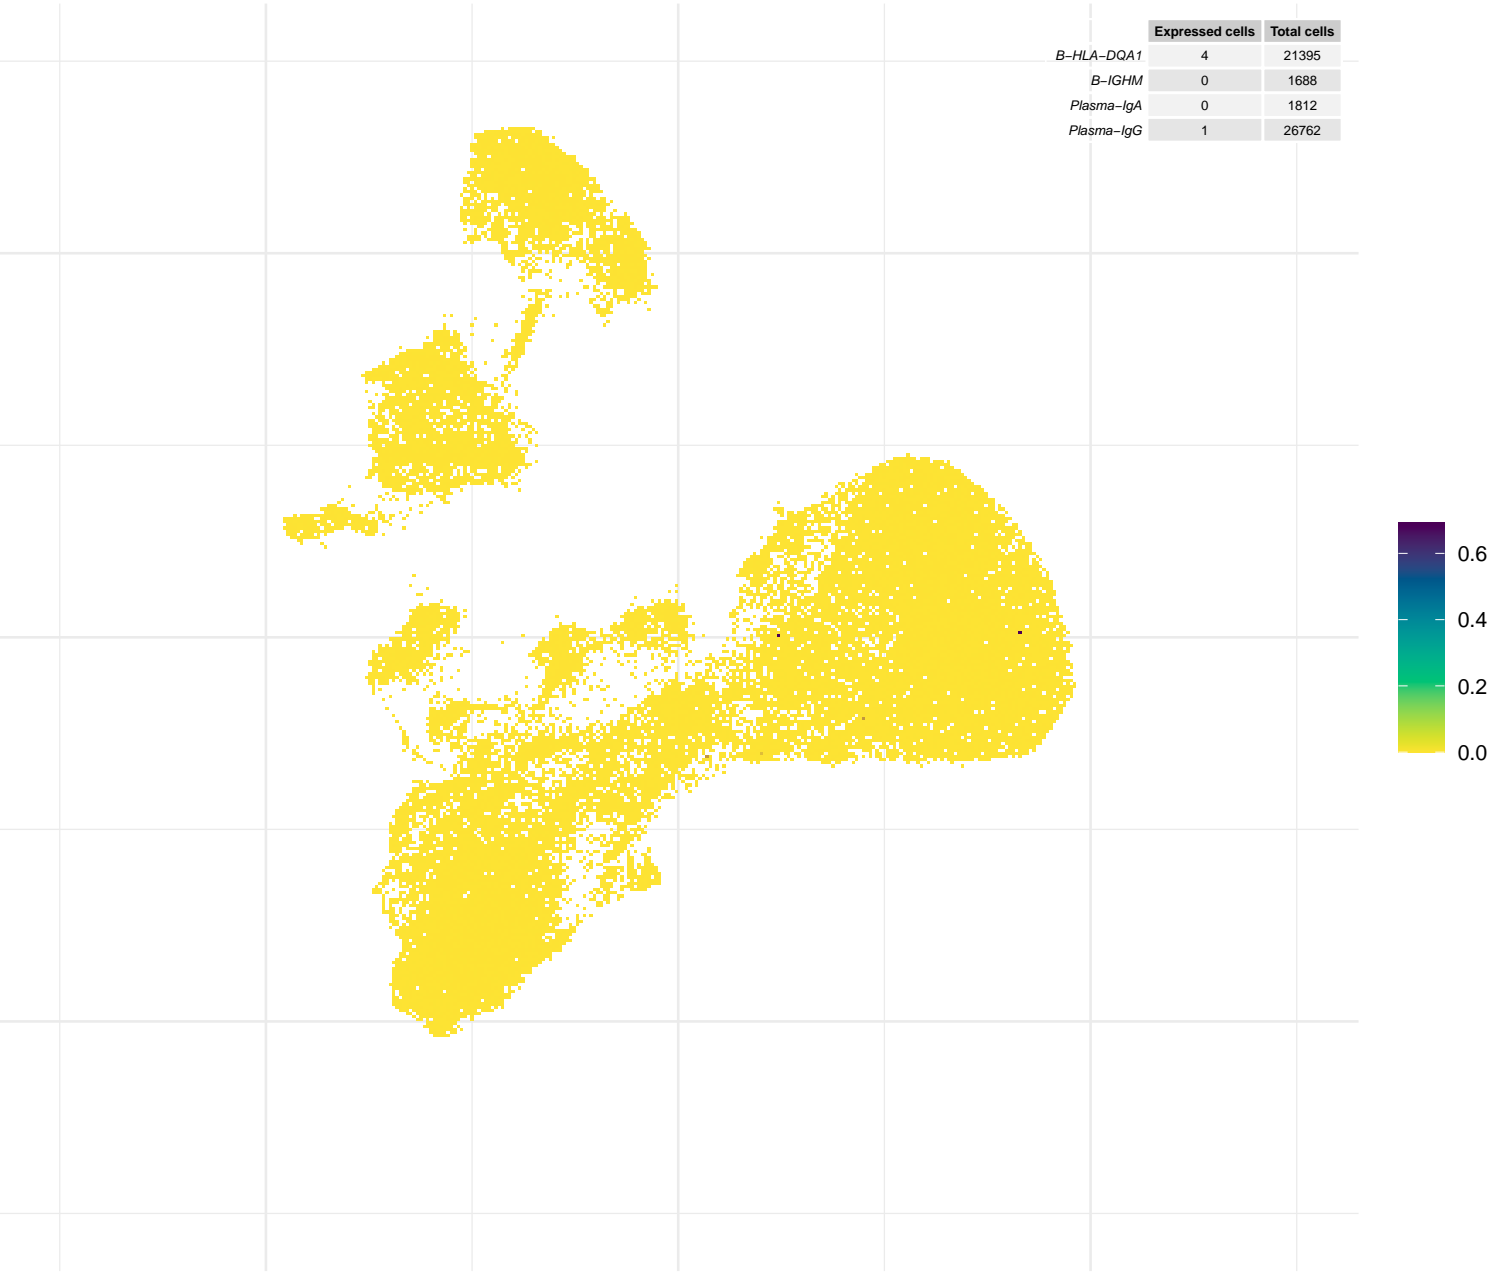 Expressed cells Total cells
B−HLA−DQA1 4 21395
B−IGHM 0 1688
Plasma−IgA 0 1812
Plasma−IgG 1 26762
0.6
0.4
0.2
0.0